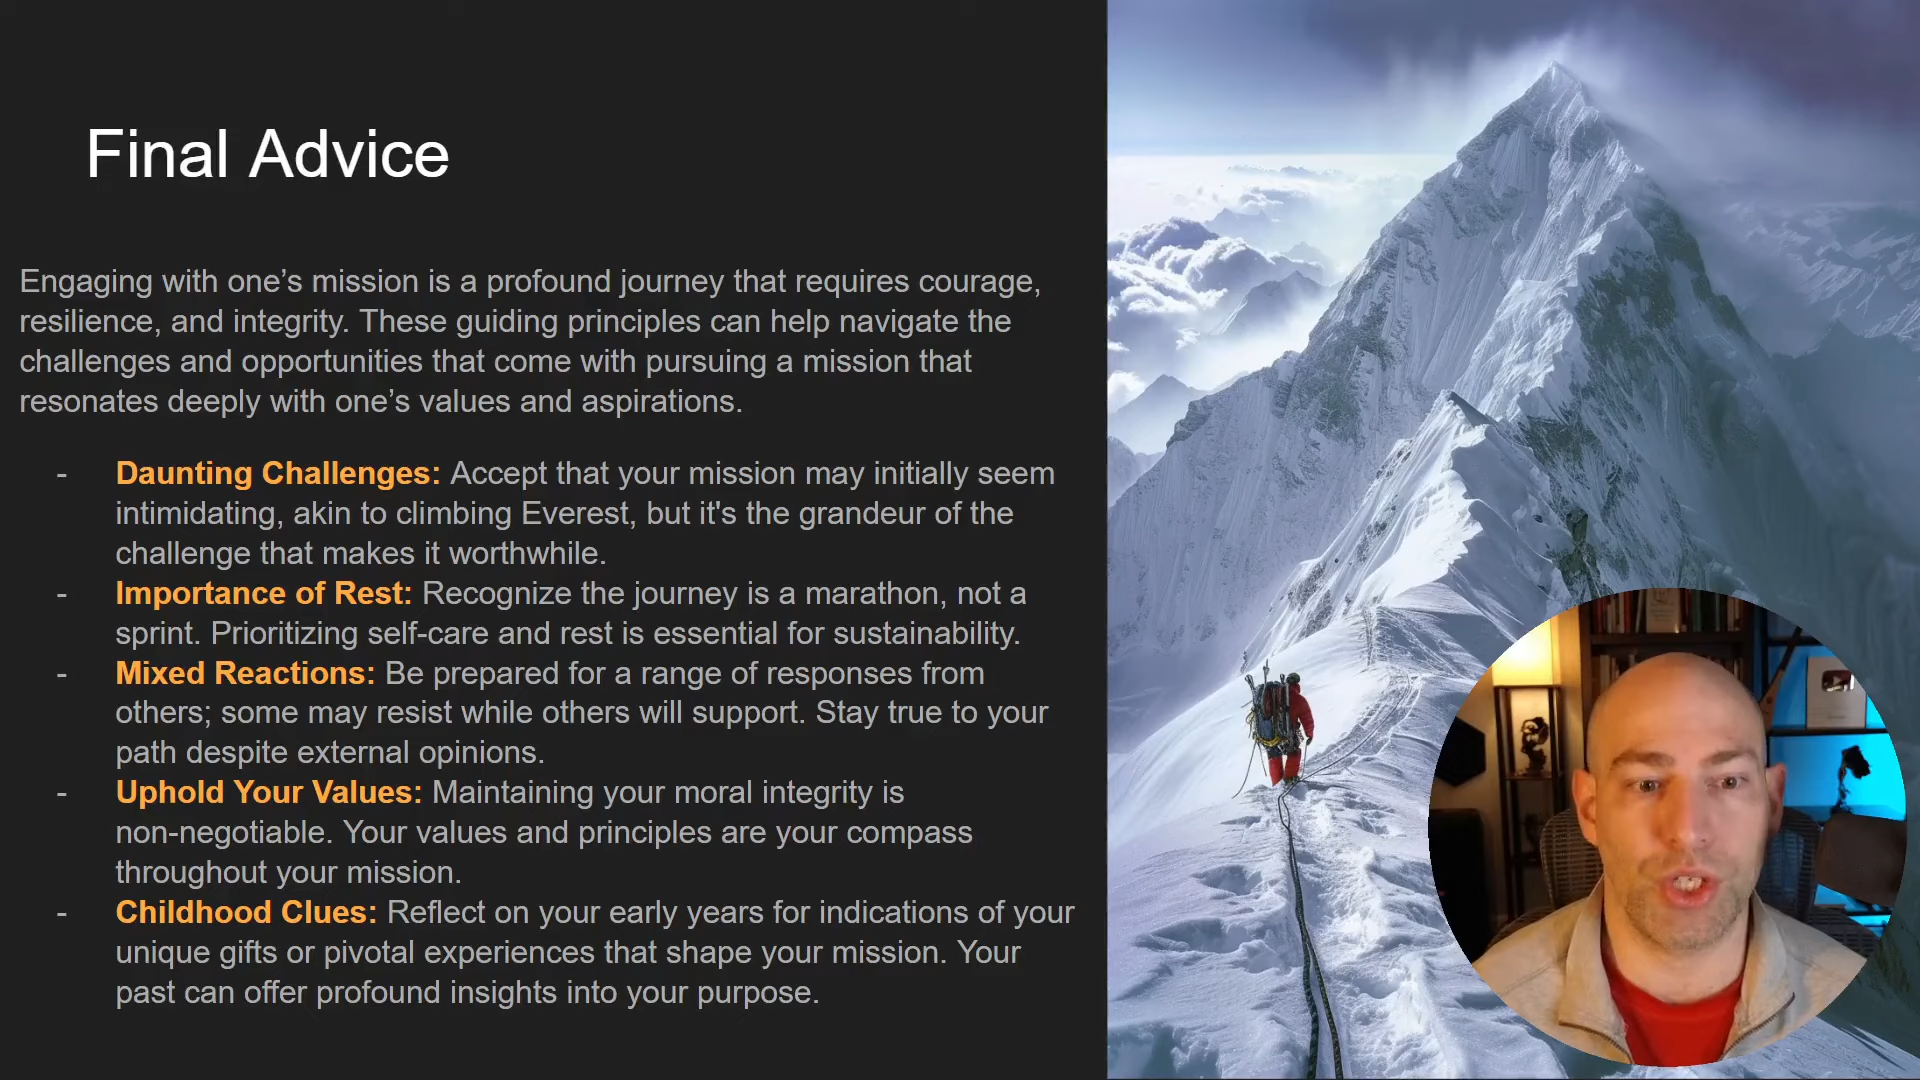 Final Advice
Engaging with one’s mission is a profound journey that requires courage,
resilience, and integrity. These guiding principles can help navigate the
challenges and opportunities that come with pursuing a mission that
resonates deeply with one’s values and aspirations.
- Daunting Challenges: Accept that your mission may initially seem
intimidating, akin to climbing Everest, but it's the grandeur of the
challenge that makes it worthwhile.
- Importance of Rest: Recognize the journey is a marathon, not a
sprint. Prioritizing self-care and rest is essential for sustainability.
- Mixed Reactions: Be prepared for a range of responses from
others; some may resist while others will support. Stay true to your
path despite external opinions.
- Uphold Your Values: Maintaining your moral integrity is
non-negotiable. Your values and principles are your compass
throughout your mission.
- Childhood Clues: Reflect on your early years for indications of your
unique gifts or pivotal experiences that shape your mission. Your
past can offer profound insights into your purpose.